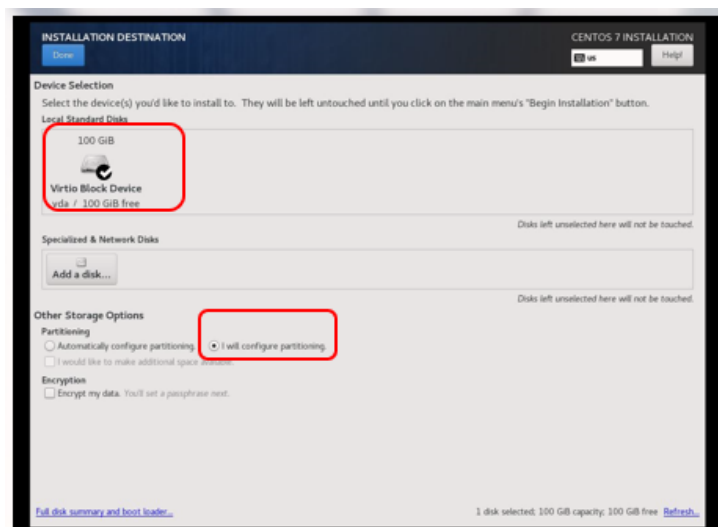 INSTALLATION DESTINATION
CENTOS 7 INSTALLATION
Done
us
Help!
Device Selection
Select the device(s) you'd like to install to. They will be left untouched until you click on the main menu's "Begin Installation" button.
Local Standard Disks
100 GiB
Virtio Block Device
vda / 100 GiB free
Disks left unselected here will not be touched.
Specialized & Network Disks
Add a disk...
Disks left unselected here will not be touched.
Other Storage Options
Partitioning
Automatically configure partitioning. I will configure partitioning.
I would like to make additional space available.
Encryption
Encrypt my data. You'll set a passphrase next.
Full disk summary and boot loader...
1 disk selected; 100 GiB capacity; 100 GiB free Refresh...